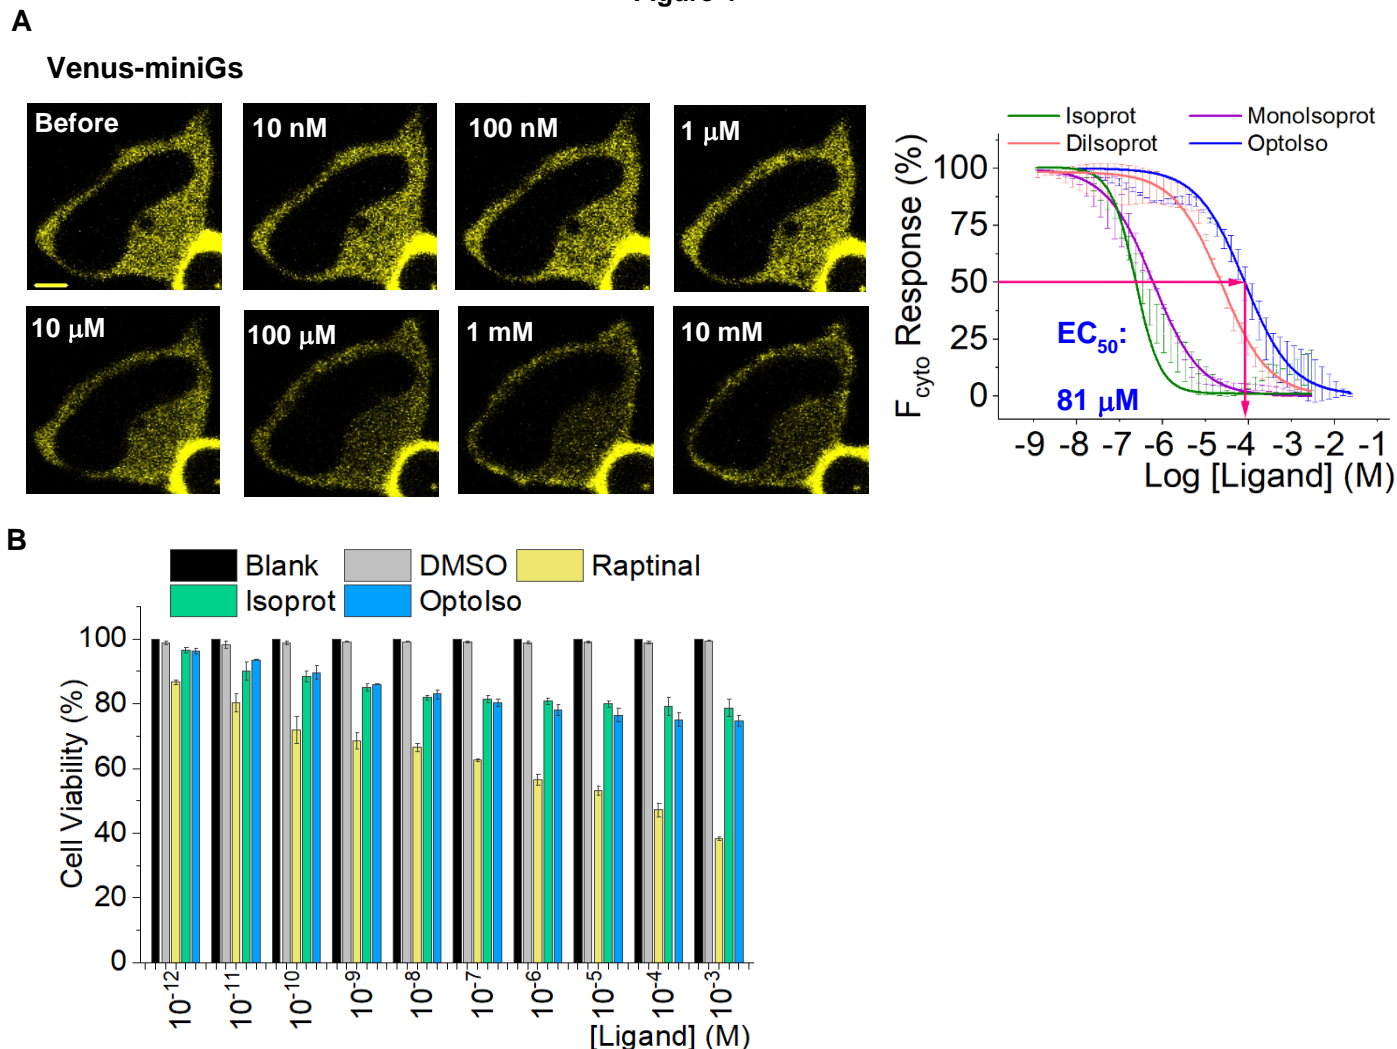 A
Venus-miniGs
Before
10 nM
100 nM
1 μM
10 μM
100 μM
1 mM
10 mM
Isoprot
MonoIsoprot
DiIsoprot
OptoIso
F_cyto Response (%)
100
75
50
25
0
EC₅₀:
81 μM
-9 -8 -7 -6 -5 -4 -3 -2 -1
Log [Ligand] (M)
B
Blank DMSO Raptinal
Isoprot OptoIso
Cell Viability (%)
100
80
60
40
20
0
10⁻¹² 10⁻¹¹ 10⁻¹⁰ 10⁻⁹ 10⁻⁸ 10⁻⁷ 10⁻⁶ 10⁻⁵ 10⁻⁴ 10⁻³
[Ligand] (M)